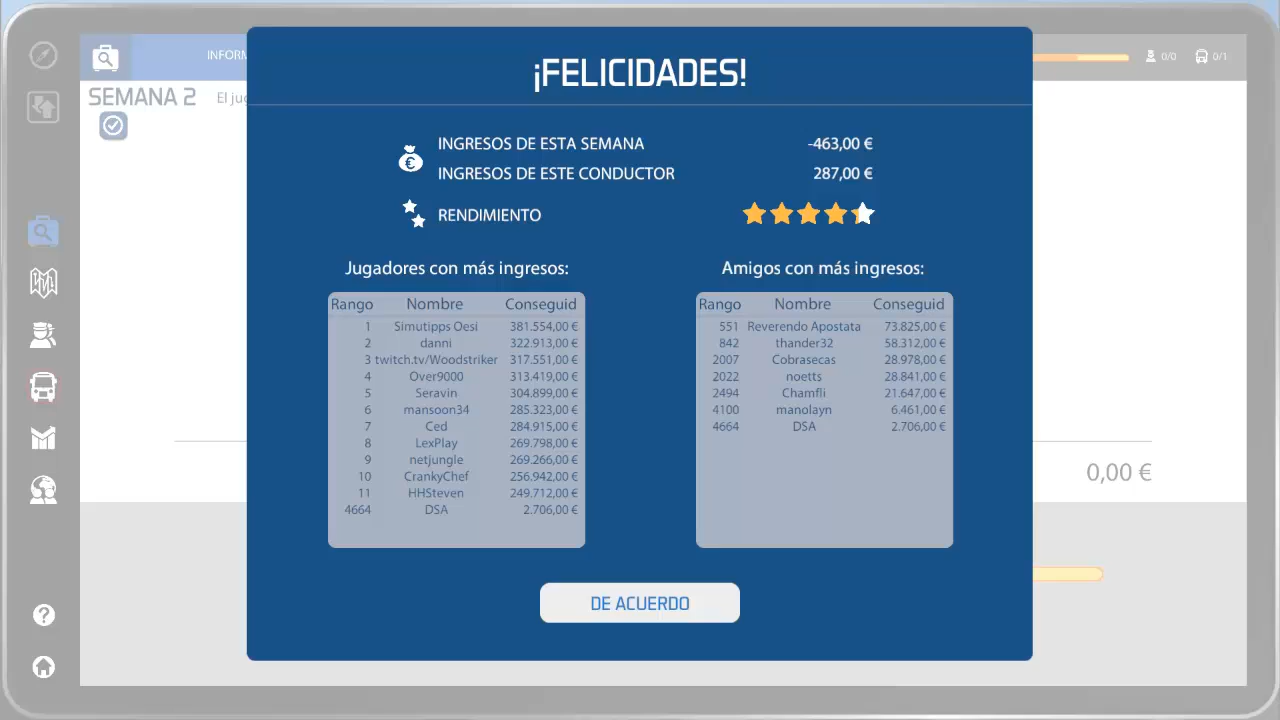 INFORM
0/0
0/1
SEMANA 2
El jug
¡FELICIDADES!
INGRESOS DE ESTA SEMANA -463,00 €
INGRESOS DE ESTE CONDUCTOR 287,00 €
RENDIMIENTO
Jugadores con más ingresos:
Rango Nombre Conseguid
1 Simutipps Oesi 381.554,00 €
2 danni 322.913,00 €
3 twitch.tv/Woodstriker 317.551,00 €
4 Over9000 313.419,00 €
5 Seravin 304.899,00 €
6 mansoon34 285.323,00 €
7 Ced 284.915,00 €
8 LexPlay 269.798,00 €
9 netjungle 269.266,00 €
10 CrankyChef 256.942,00 €
11 HHSteven 249.712,00 €
4664 DSA 2.706,00 €
Amigos con más ingresos:
Rango Nombre Conseguid
551 Reverendo Apostata 73.825,00 €
842 thander32 58.312,00 €
2007 Cobrasecas 28.978,00 €
2022 noetts 28.841,00 €
2494 Chamfli 21.647,00 €
4100 manolayn 6.461,00 €
4664 DSA 2.706,00 €
0,00 €
DE ACUERDO